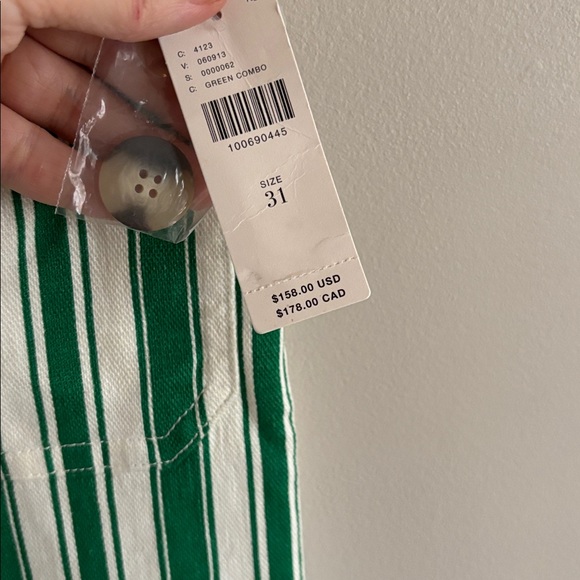 C: 4123
V: 060913
S: 0000062
C: GREEN COMBO
100690445
SIZE
31
$158.00 USD
$178.00 CAD